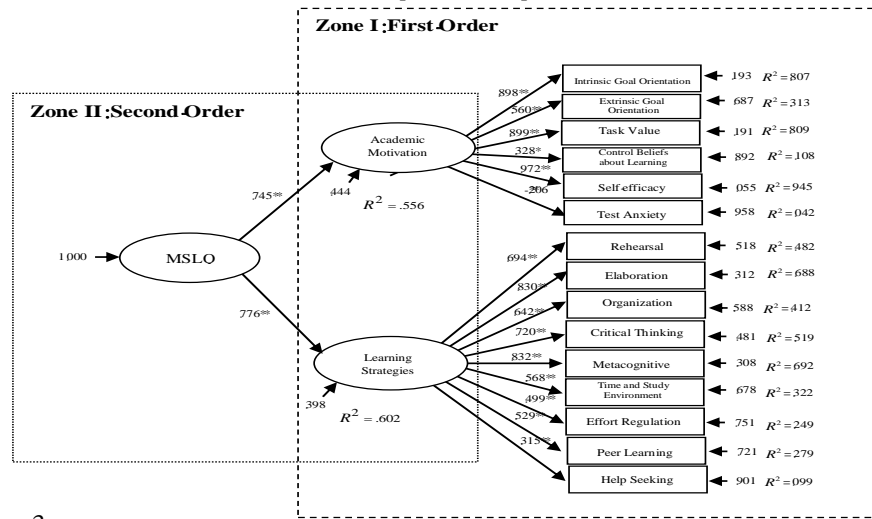 Zone I:First-Order
Zone II:Second-Order
Academic
Motivation
,444
R² = .556
MSLQ
1,000
,745**
,776**
Learning
Strategies
,398
R² = .602
,898**
Intrinsic Goal Orientation
,193 R² =,807
,560**
Extrinsic Goal
Orientation
,687 R² =,313
,899**
Task Value
,191 R² =,809
,328*
Control Beliefs
about Learning
,892 R² =,108
,972**
Self-efficacy
,055 R² =,945
-,206
Test Anxiety
,958 R² =,042
,694**
Rehearsal
,518 R² =,482
,830**
Elaboration
,312 R² =,688
,642**
Organization
,588 R² =,412
,720**
Critical Thinking
,481 R² =,519
,832**
Metacognitive
,308 R² =,692
,568**
Time and Study
Environment
,678 R² =,322
,499**
Effort Regulation
,751 R² =,249
,529**
Peer Learning
,721 R² =,279
,315**
Help Seeking
,901 R² =,099